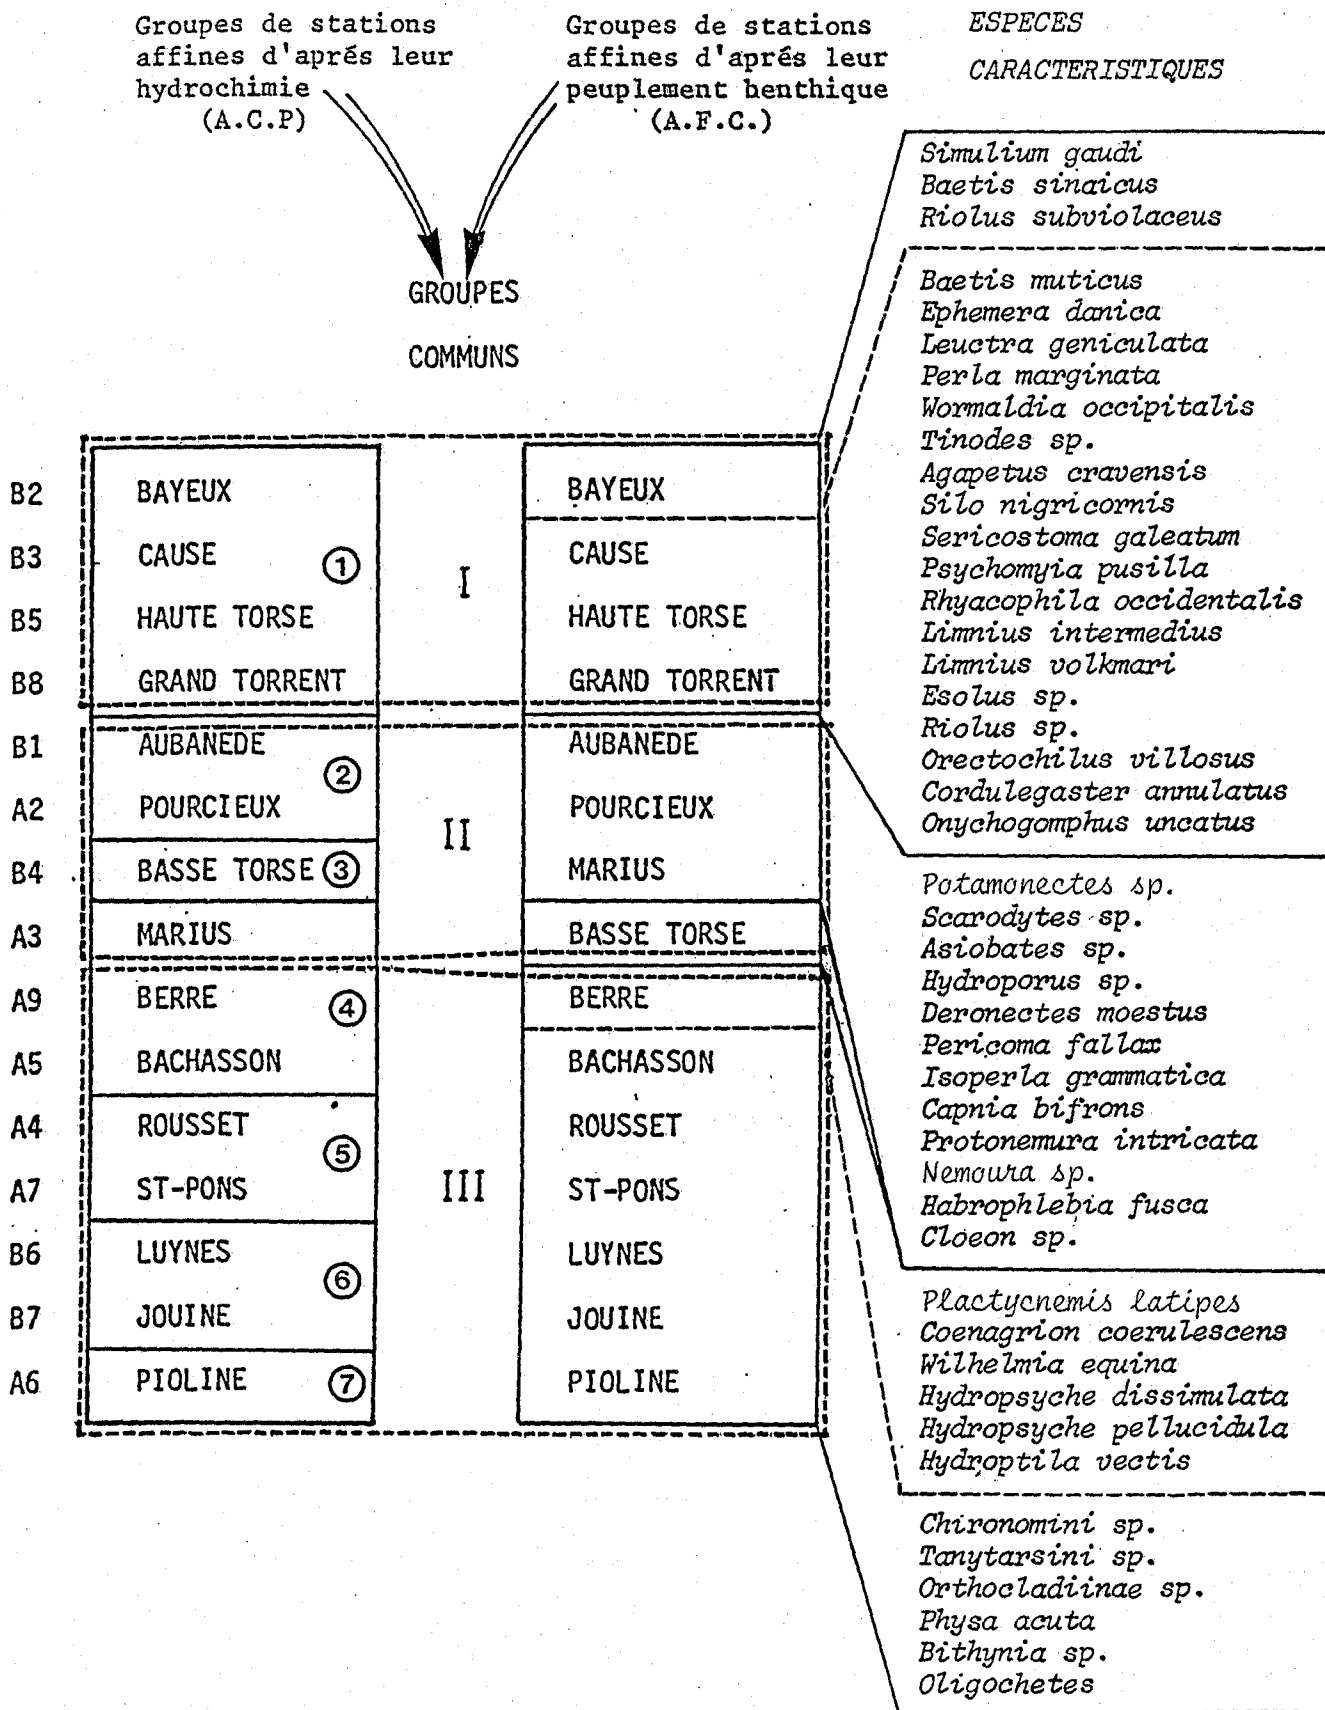 Groupes de stations
affines d'aprés leur
hydrochimie
(A.C.P)
Groupes de stations
affines d'aprés leur
peuplement benthique
(A.F.C.)
ESPECES
CARACTERISTIQUES
GROUPES
COMMUNS
B2 BAYEUX BAYEUX
B3 CAUSE ① I CAUSE
B5 HAUTE TORSE HAUTE TORSE
B8 GRAND TORRENT GRAND TORRENT
B1 AUBANEDE ② AUBANEDE
A2 POURCIEUX II POURCIEUX
B4 BASSE TORSE ③ MARIUS
A3 MARIUS BASSE TORSE
A9 BERRE ④ BERRE
A5 BACHASSON BACHASSON
A4 ROUSSET ⑤ ROUSSET
A7 ST-PONS III ST-PONS
B6 LUYNES ⑥ LUYNES
B7 JOUINE JOUINE
A6 PIOLINE ⑦ PIOLINE
Simulium gaudi
Baetis sinaicus
Riolus subviolaceus
Baetis muticus
Ephemera danica
Leuctra geniculata
Perla marginata
Wormaldia occipitalis
Tinodes sp.
Agapetus cravensis
Silo nigricornis
Sericostoma galeatum
Psychomyia pusilla
Rhyacophila occidentalis
Limnius intermedius
Limnius volkmari
Esolus sp.
Riolus sp.
Orectochilus villosus
Cordulegaster annulatus
Onychogomphus uncatus
Potamonectes sp.
Scarodytes sp.
Asiobates sp.
Hydroporus sp.
Deronectes moestus
Pericoma fallax
Isoperla grammatica
Capnia bifrons
Protonemura intricata
Nemoura sp.
Habrophlebia fusca
Cloeon sp.
Plactycnemis latipes
Coenagrion coerulescens
Wilhelmia equina
Hydropsyche dissimulata
Hydropsyche pellucidula
Hydroptila vectis
Chironomini sp.
Tanytarsini sp.
Orthocladiinae sp.
Physa acuta
Bithynia sp.
Oligochetes